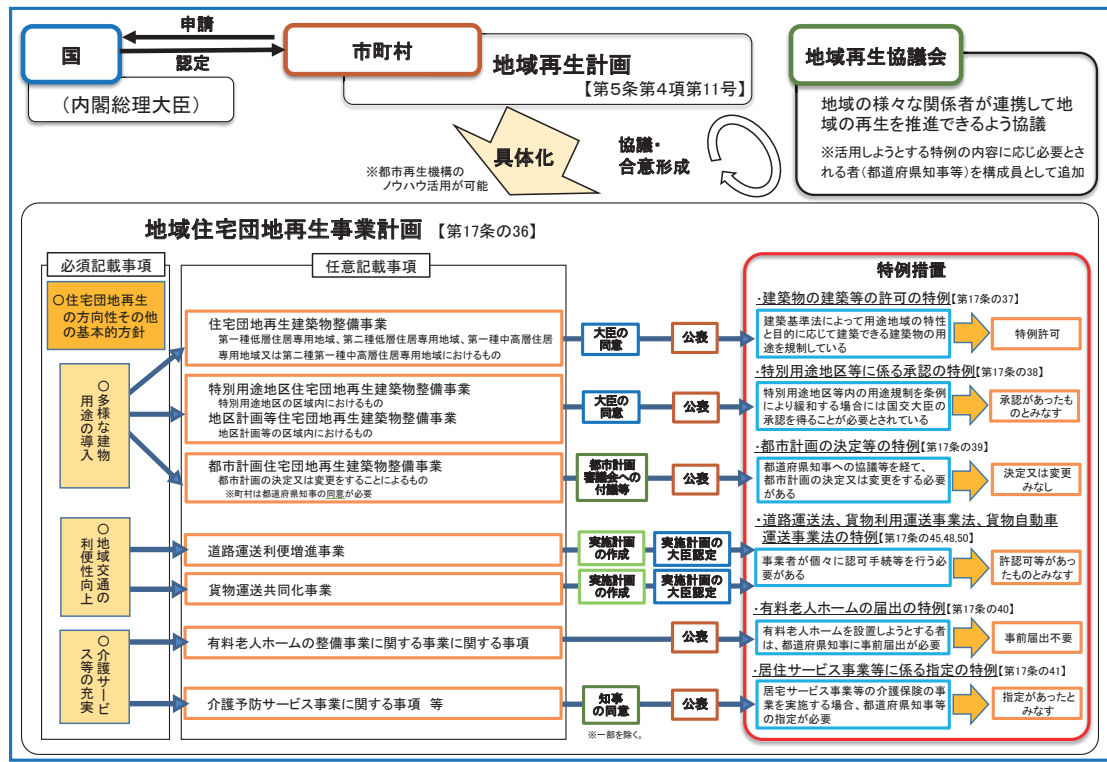 申請
国
認定
(内閣総理大臣)
市町村
地域再生計画
【第5条第4項第11号】
地域再生協議会
地域の様々な関係者が連携して地
域の再生を推進できるよう協議
※活用しようとする特例の内容に応じ必要とさ
れる者(都道府県知事等)を構成員として追加
具体化
※都市再生機構の
ノウハウ活用が可能
協議・
合意形成
地域住宅団地再生事業計画 【第17条の36】
必須記載事項
任意記載事項
特例措置
〇住宅団地再生
の方向性その他
の基本的方針
〇多様な建物
用途の導入
住宅団地再生建築物整備事業
第一種低層住居専用地域、第二種低層住居専用地域、第一種中高層住居
専用地域又は第二種第一種中高層住居専用地域におけるもの
大臣の
同意
公表
・建築物の建築等の許可の特例【第17条の37】
建築基準法によって用途地域の特性
と目的に応じて建築できる建築物の用
途を規制している
特例許可
特別用途地区住宅団地再生建築物整備事業
特別用途地区の区域内におけるもの
地区計画等住宅団地再生建築物整備事業
地区計画等の区域内におけるもの
大臣の
同意
公表
・特別用途地区等に係る承認の特例【第17条の38】
特別用途地区等内の用途規制を条例
により緩和する場合には国交大臣の
承認を得ることが必要とされている
承認があったも
のとみなす
都市計画住宅団地再生建築物整備事業
都市計画の決定又は変更をすることによるもの
※町村は都道府県知事の同意が必要
都市計画
審議会への
付議等
公表
・都市計画の決定等の特例【第17条の39】
都道府県知事への協議等を経て、
都市計画の決定又は変更をする必要
がある
決定又は変更
みなし
〇地域交通の
利便性向上
道路運送利便増進事業
実施計画
の作成
実施計画の
大臣認定
貨物運送共同化事業
実施計画
の作成
実施計画の
大臣認定
・道路運送法、貨物利用運送事業法、貨物自動車
運送事業法の特例【第17条の45,48,50】
事業者が個々に認可手続等を行う必
要がある
許認可等があっ
たものとみなす
〇介護サービ
ス等の充実
有料老人ホームの整備事業に関する事業に関する事項
公表
・有料老人ホームの届出の特例【第17条の40】
有料老人ホームを設置しようとする者
は、都道府県知事に事前届出が必要
事前届出不要
介護予防サービス事業に関する事項 等
知事
の同意
※一部を除く。
公表
・居住サービス事業等に係る指定の特例【第17条の41】
居宅サービス事業等の介護保険の事
業を実施する場合、都道府県知事等
の指定が必要
指定があったと
みなす